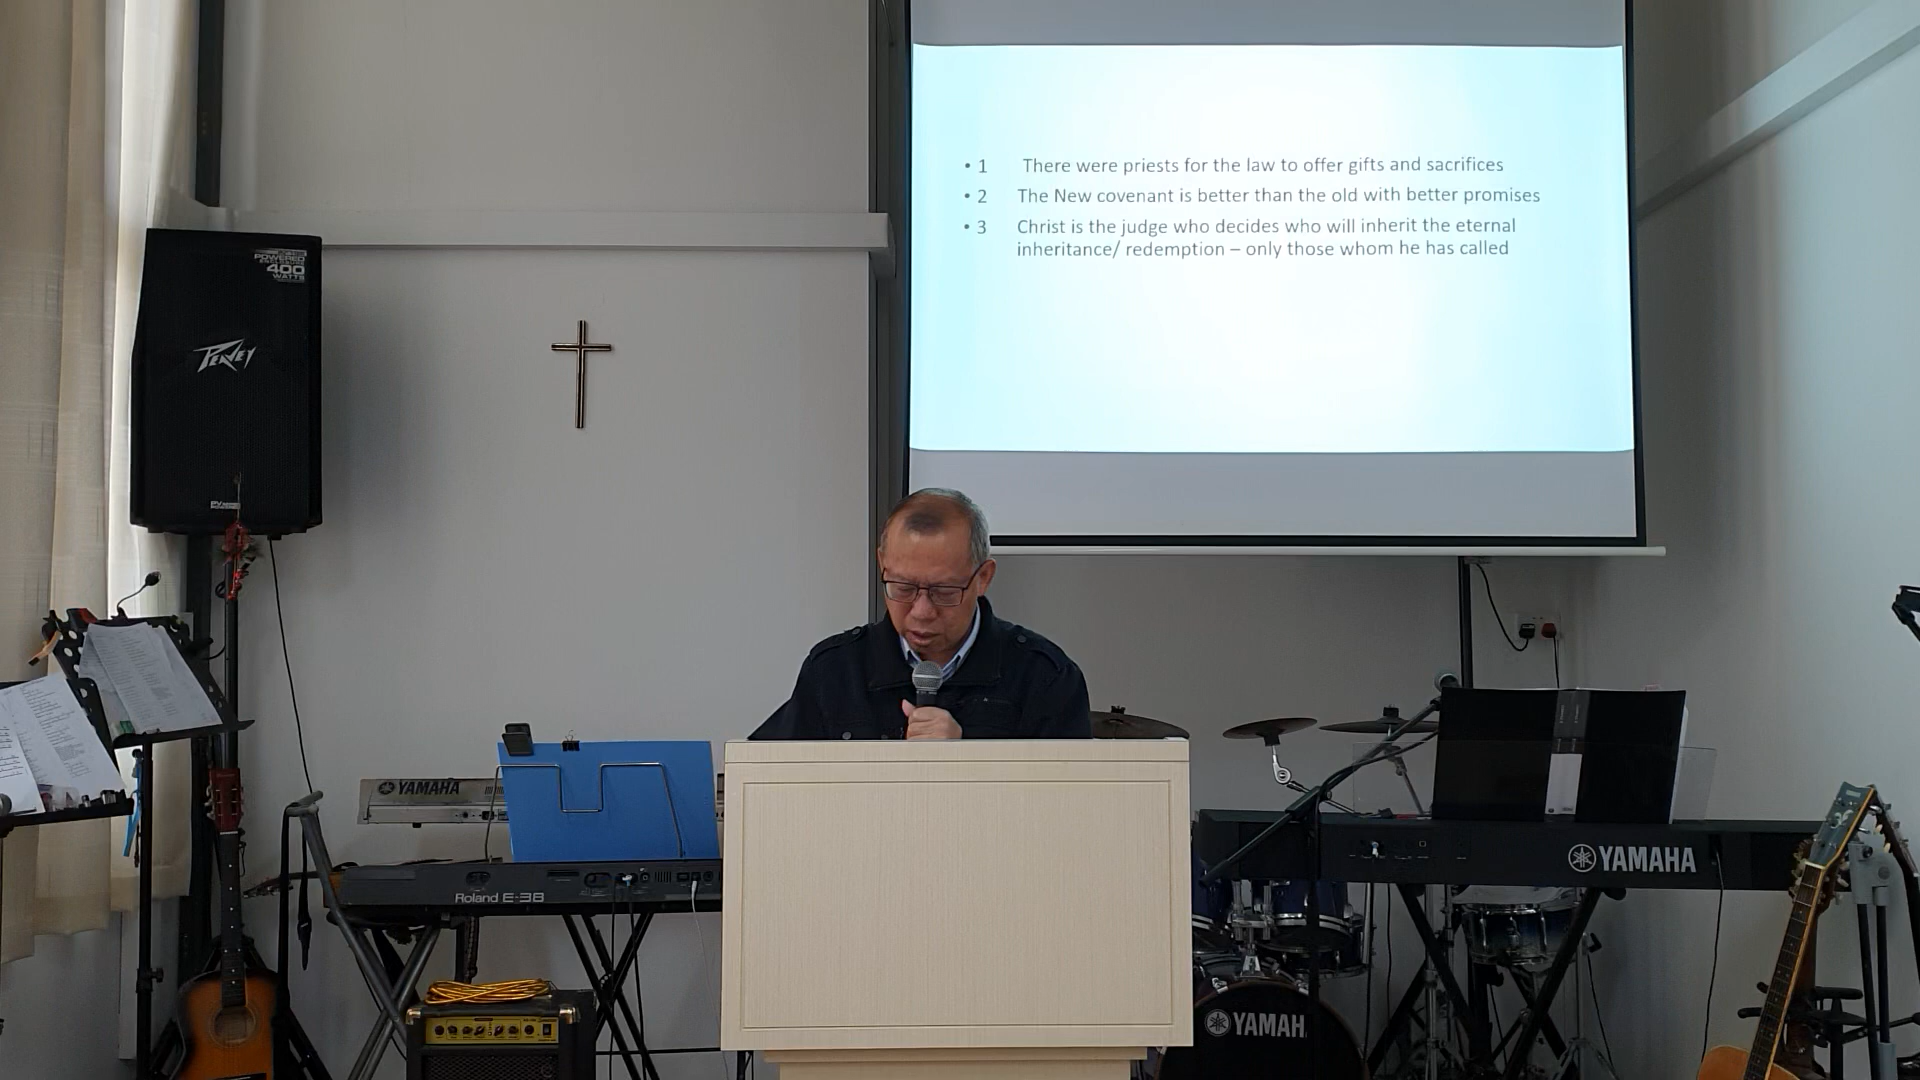 • 1 There were priests for the law to offer gifts and sacrifices
• 2 The New covenant is better than the old with better promises
• 3 Christ is the judge who decides who will inherit the eternal
inheritance/ redemption – only those whom he has called
POWERED
400
WATTS
PEAVEY
YAMAHA
Roland E-38
YAMAHA
YAMAH